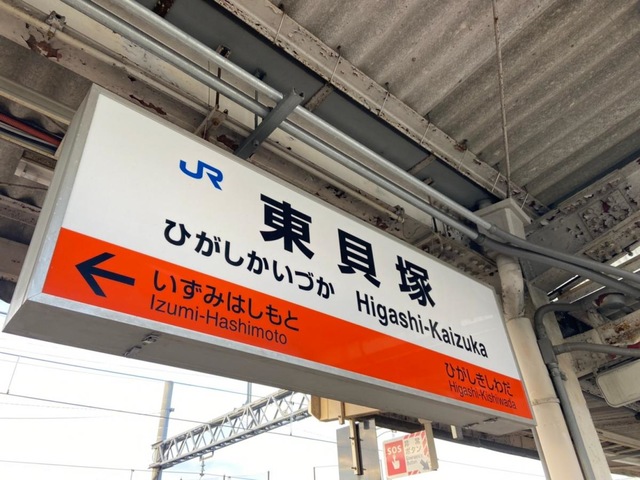 JR
東貝塚
ひがしかいづか Higashi-Kaizuka
← いずみはしもと
Izumi-Hashimoto
ひがしきしわだ
Higashi-Kishiwada
SOS